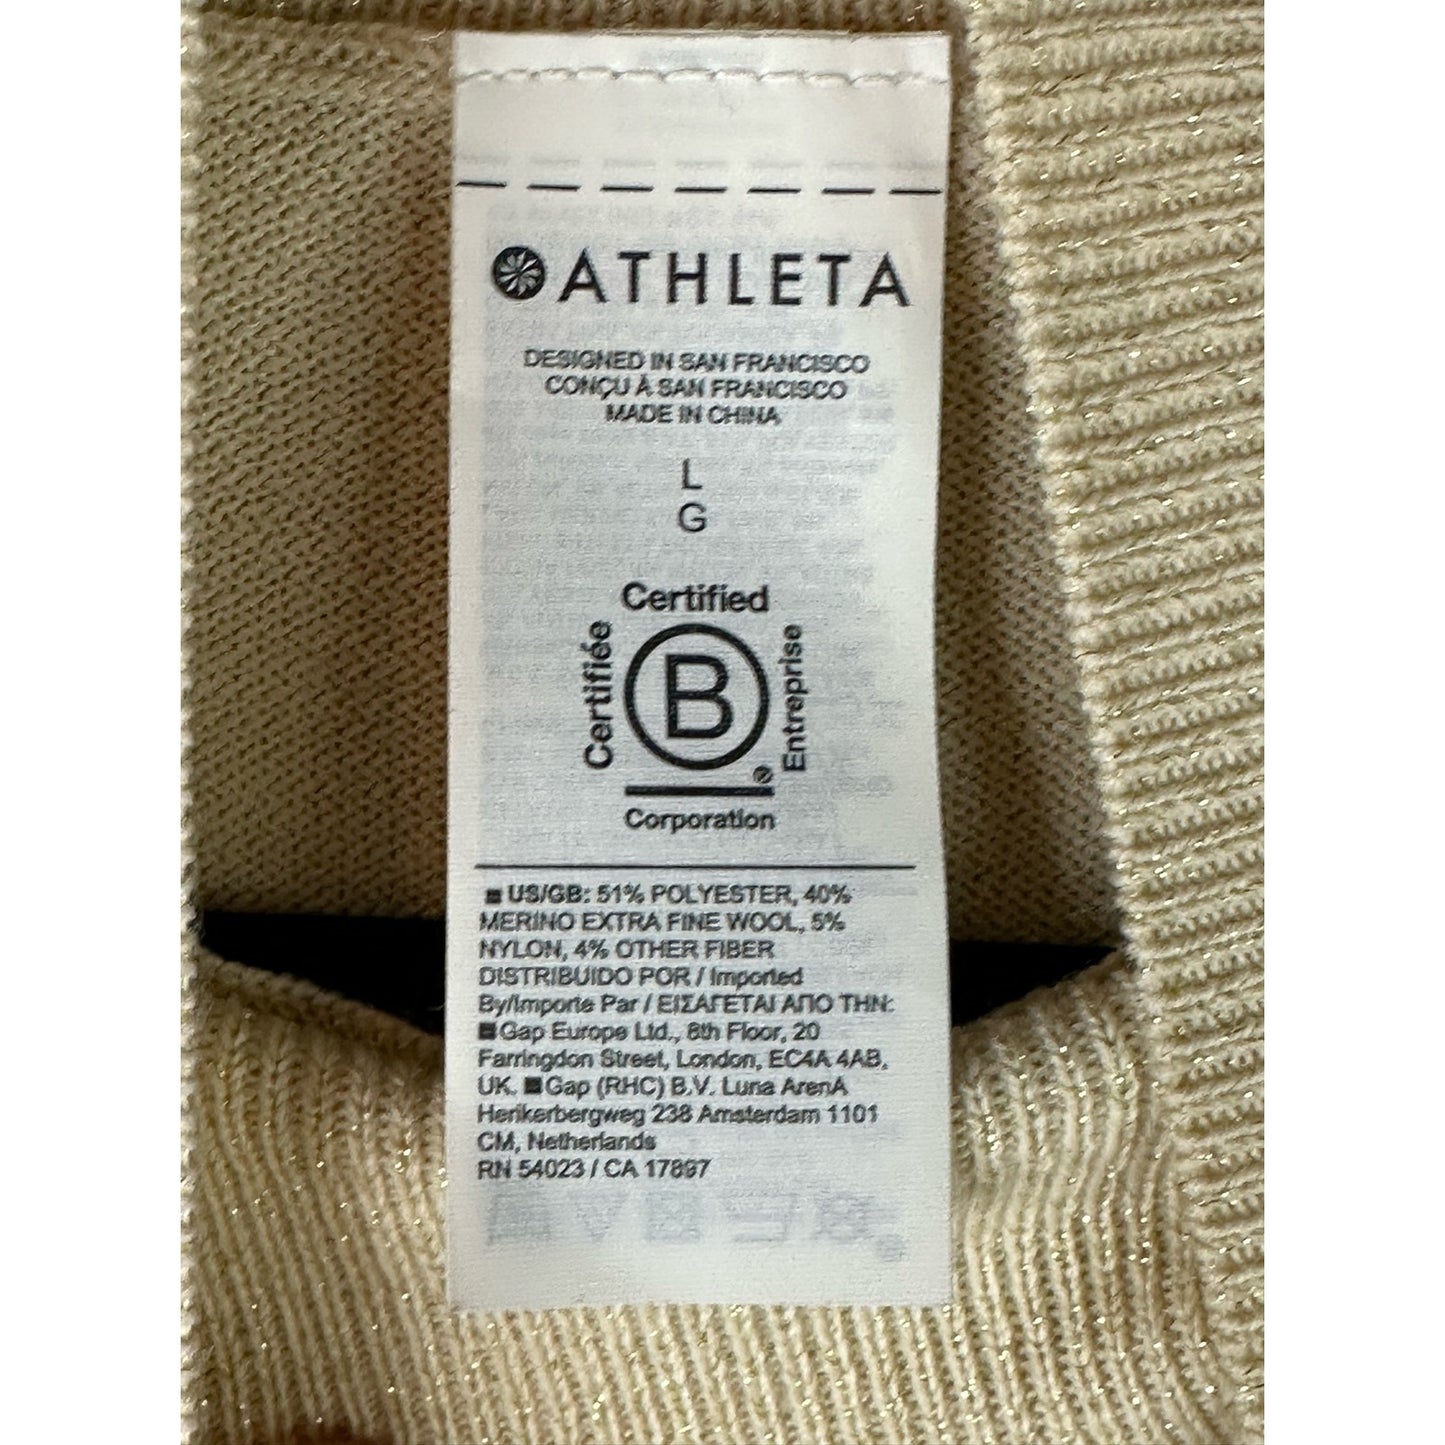 ATHLETA
DESIGNED IN SAN FRANCISCO
CONÇU À SAN FRANCISCO
MADE IN CHINA
L
G
Certified
Certifiée
B
Entreprise
®
Corporation
■ US/GB: 51% POLYESTER, 40%
MERINO EXTRA FINE WOOL, 5%
NYLON, 4% OTHER FIBER
DISTRIBUIDO POR / Imported
By/Importe Par / ΕΙΣΑΓΕΤΑΙ ΑΠΟ ΤΗΝ:
■ Gap Europe Ltd., 8th Floor, 20
Farringdon Street, London, EC4A 4AB,
UK. ■ Gap (RHC) B.V. Luna ArenA
Herikerbergweg 238 Amsterdam 1101
CM, Netherlands
RN 54023 / CA 17897